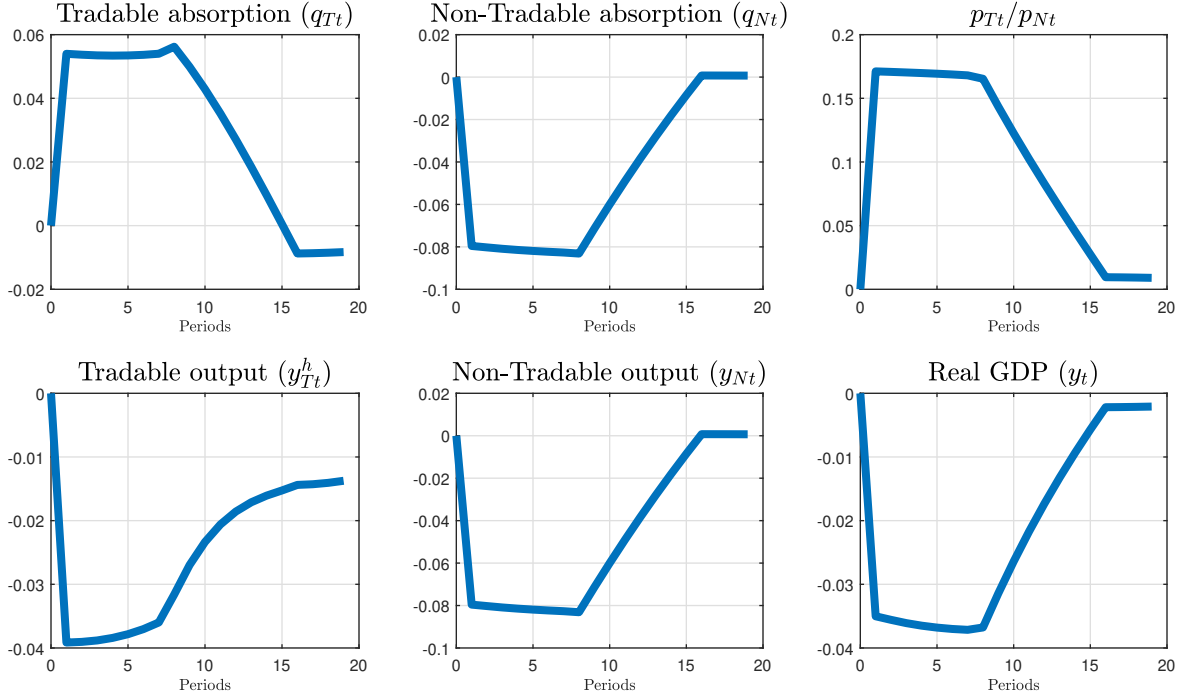 Tradable absorption (q_{Tt})
0.06
0.04
0.02
0
-0.02
0 5 10 15 20
Periods
Non-Tradable absorption (q_{Nt})
0.02
0
-0.02
-0.04
-0.06
-0.08
-0.1
0 5 10 15 20
Periods
p_{Tt}/p_{Nt}
0.2
0.15
0.1
0.05
0
0 5 10 15 20
Periods
Tradable output (y^h_{Tt})
0
-0.01
-0.02
-0.03
-0.04
0 5 10 15 20
Periods
Non-Tradable output (y_{Nt})
0.02
0
-0.02
-0.04
-0.06
-0.08
-0.1
0 5 10 15 20
Periods
Real GDP (y_t)
0
-0.01
-0.02
-0.03
-0.04
0 5 10 15 20
Periods